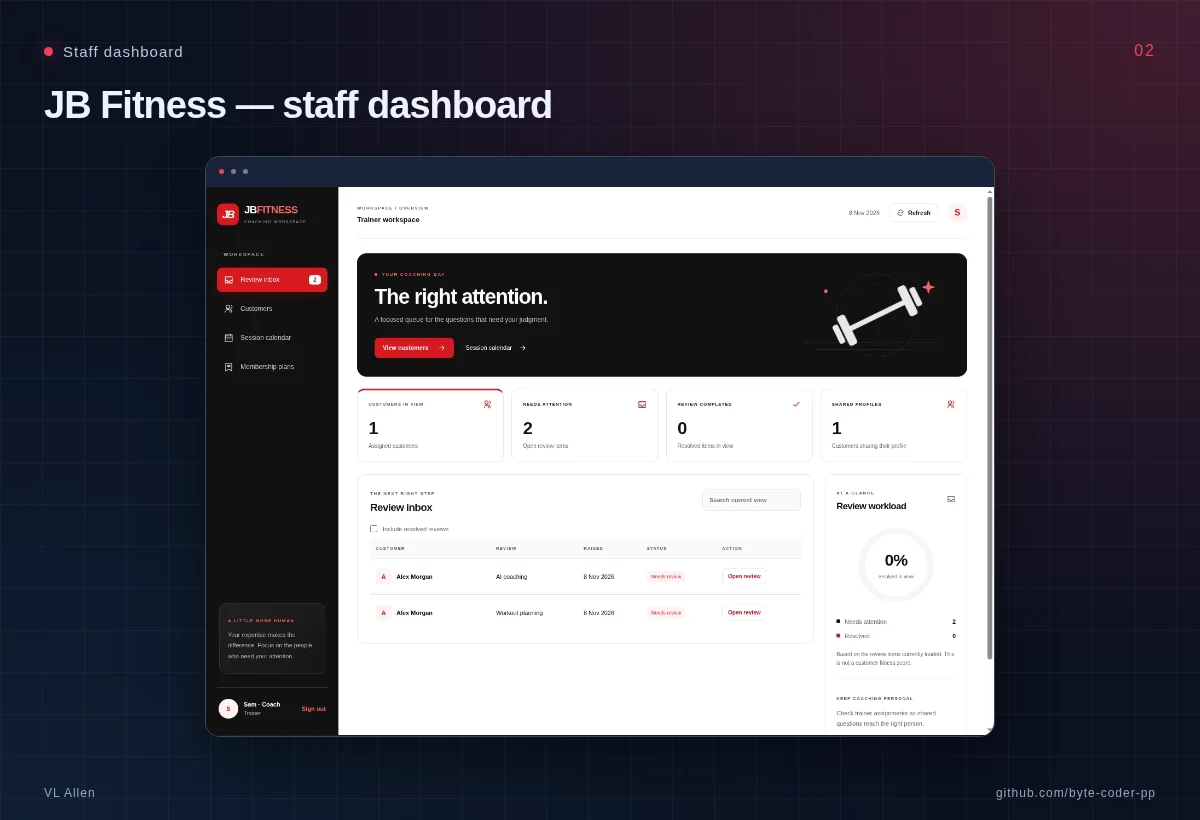 Staff dashboard
02
JB Fitness — staff dashboard
JB
JBFITNESS
COACHING WORKSPACE
WORKSPACE
Review inbox 2
Customers
Session calendar
Membership plans
A LITTLE MORE HUMAN
Your expertise makes the
difference. Focus on the people
who need your attention.
S
Sam - Coach
Trainer
Sign out
WORKSPACE / OVERVIEW
Trainer workspace
8 Nov 2026
Refresh
S
YOUR COACHING DAY
The right attention.
A focused queue for the questions that need your judgment.
View customers →
Session calendar →
CUSTOMERS IN VIEW
1
Assigned customers
NEEDS ATTENTION
2
Open review items
REVIEW COMPLETED
0
Resolved items in view
SHARED PROFILES
1
Customers sharing their profile
THE NEXT RIGHT STEP
Review inbox
Search current view
Include resolved reviews
CUSTOMER REVIEW RAISED STATUS ACTION
A Alex Morgan AI coaching 8 Nov 2026 Needs review Open review
A Alex Morgan Workout planning 8 Nov 2026 Needs review Open review
AT A GLANCE
Review workload
0%
resolved in view
Needs attention 2
Resolved 0
Based on the review items currently loaded. This
is not a customer fitness score.
KEEP COACHING PERSONAL
Check trainer assignments so shared
questions reach the right person.
VL Allen
github.com/byte-coder-pp